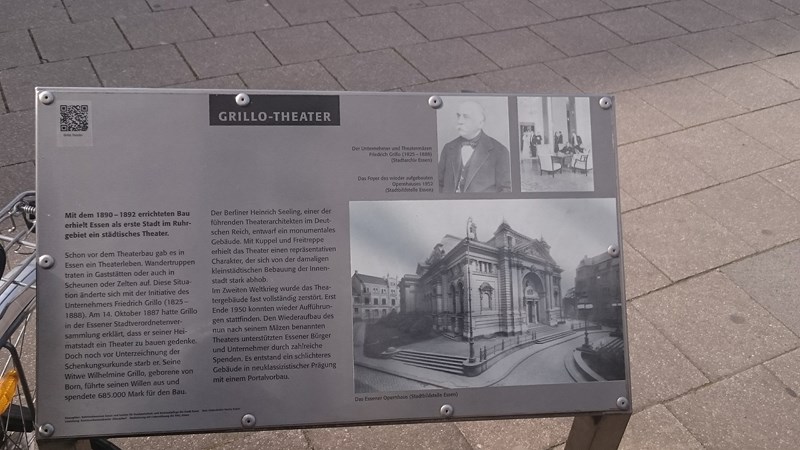 GRILLO-THEATER
Der Unternehmer und Theatermäzen
Friedrich Grillo (1825–1888)
(Stadtarchiv Essen)
Das Foyer des wieder aufgebauten
Opernhauses 1950
(Stadtbildstelle Essen)
Mit dem 1890–1892 errichteten Bau
erhielt Essen als erste Stadt im Ruhr-
gebiet ein städtisches Theater.
Schon vor dem Theaterbau gab es in
Essen ein Theaterleben. Wandertruppen
traten in Gaststätten oder auch in
Scheunen oder Zelten auf. Diese Situa-
tion änderte sich mit der Initiative des
Unternehmers Friedrich Grillo (1825–
1888). Am 14. Oktober 1887 hatte Grillo
in der Essener Stadtverordnetenver-
sammlung erklärt, dass er seiner Hei-
matstadt ein Theater zu bauen gedenke.
Doch noch vor Unterzeichnung der
Schenkungsurkunde starb er. Seine
Witwe Wilhelmine Grillo, geborene von
Born, führte seinen Willen aus und
spendete 685.000 Mark für den Bau.
Der Berliner Heinrich Seeling, einer der
führenden Theaterarchitekten im Deut-
schen Reich, entwarf ein monumentales
Gebäude. Mit Kuppel und Freitreppe
erhielt das Theater einen repräsentativen
Charakter, der sich von der damaligen
kleinstädtischen Bebauung der Innen-
stadt stark abhob.
Im Zweiten Weltkrieg wurde das Thea-
tergebäude fast vollständig zerstört. Erst
Ende 1950 konnten wieder Aufführun-
gen stattfinden. Den Wiederaufbau des
nun nach seinem Mäzen benannten
Theaters unterstützten Essener Bürger
und Unternehmer durch zahlreiche
Spenden. Es entstand ein schlichteres
Gebäude in neuklassizistischer Prägung
mit einem Portalvorbau.
Das Essener Opernhaus (Stadtbildstelle Essen)